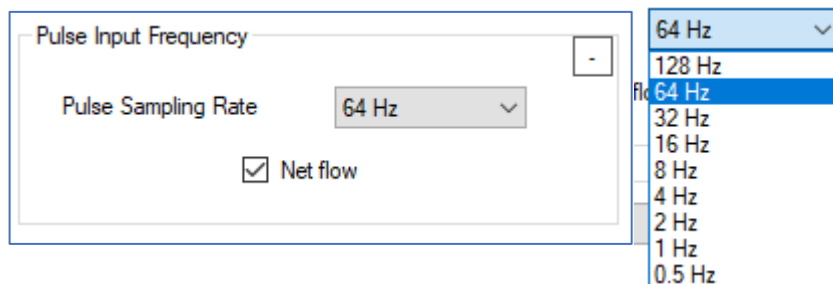 Pulse Input Frequency
-
Pulse Sampling Rate
64 Hz
Net flow
64 Hz
128 Hz
64 Hz
32 Hz
16 Hz
8 Hz
4 Hz
2 Hz
1 Hz
0.5 Hz